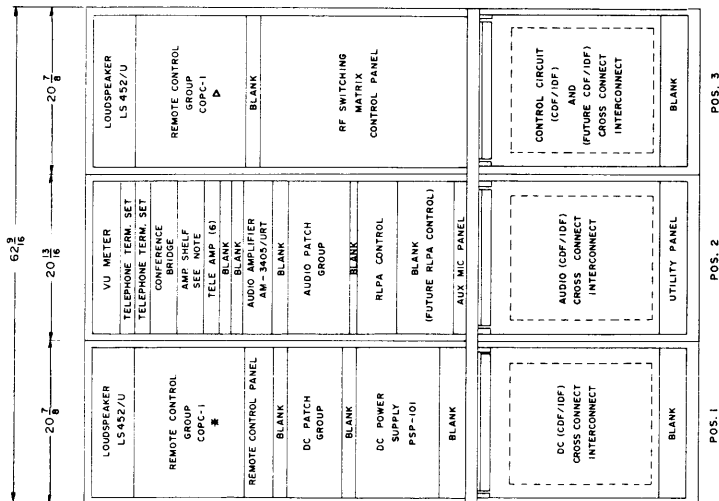 62 9/16
20 7/8
20 13/16
20 7/8
LOUDSPEAKER
LS452/U
REMOTE CONTROL
GROUP
COPC-1
*
REMOTE CONTROL PANEL
BLANK
DC PATCH
GROUP
BLANK
DC POWER
SUPPLY
PSP-101
BLANK
DC (CDF/IDF)
CROSS CONNECT
INTERCONNECT
BLANK
POS. 1
VU METER
TELEPHONE TERM. SET
TELEPHONE TERM. SET
CONFERENCE
BRIDGE
AMP. SHELF
SEE NOTE
TELE AMP (6)
BLANK
BLANK
AUDIO AMPLIFIER
AM-3405/URT
BLANK
AUDIO PATCH
GROUP
BLANK
RLPA CONTROL
BLANK
(FUTURE RLPA CONTROL)
AUX MIC PANEL
AUDIO (CDF/IDF)
CROSS CONNECT
INTERCONNECT
UTILITY PANEL
POS. 2
LOUDSPEAKER
LS 452/U
REMOTE CONTROL
GROUP
COPC-1
▷
BLANK
RF SWITCHING
MATRIX
CONTROL PANEL
CONTROL CIRCUIT
(CDF/IDF)
AND
(FUTURE CDF/IDF)
CROSS CONNECT
INTERCONNECT
BLANK
POS. 3